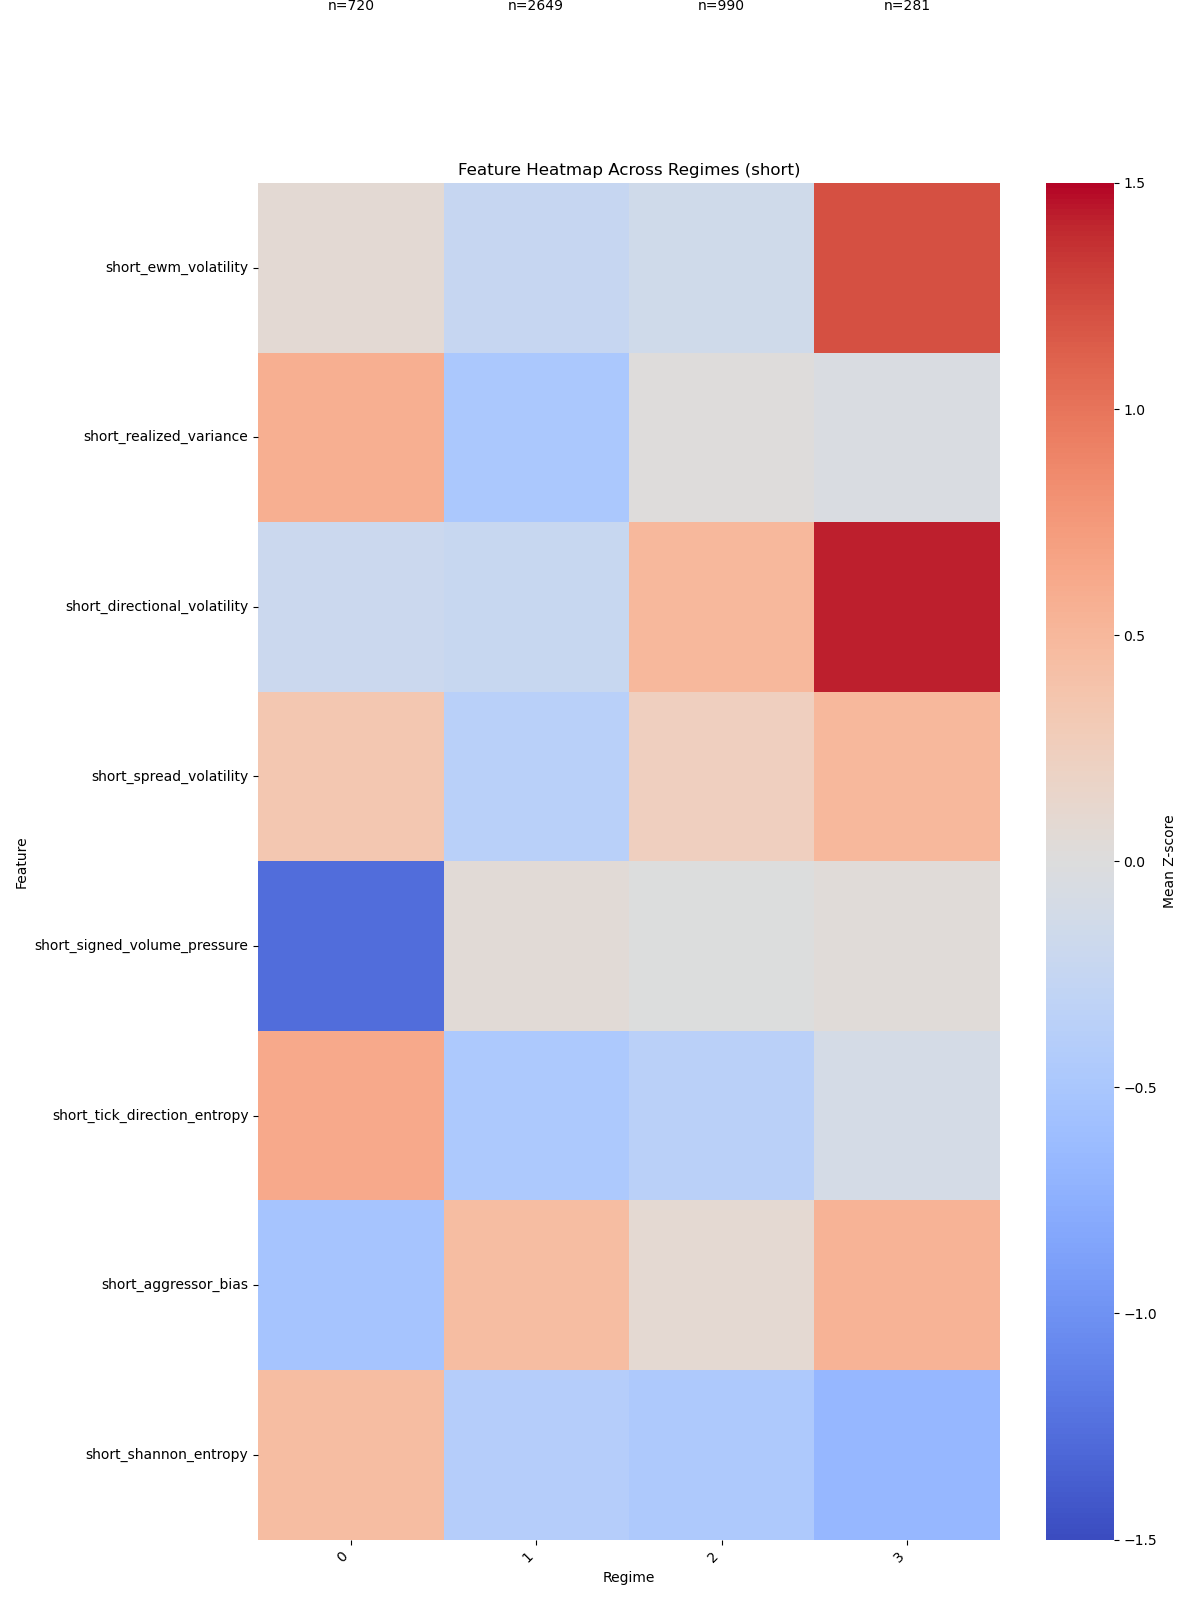 n=720
n=2649
n=990
n=281
Feature Heatmap Across Regimes (short)
short_ewm_volatility
short_realized_variance
short_directional_volatility
short_spread_volatility
short_signed_volume_pressure
short_tick_direction_entropy
short_aggressor_bias
short_shannon_entropy
Feature
0
1
2
3
Regime
1.5
1.0
0.5
0.0
−0.5
−1.0
−1.5
Mean Z-score